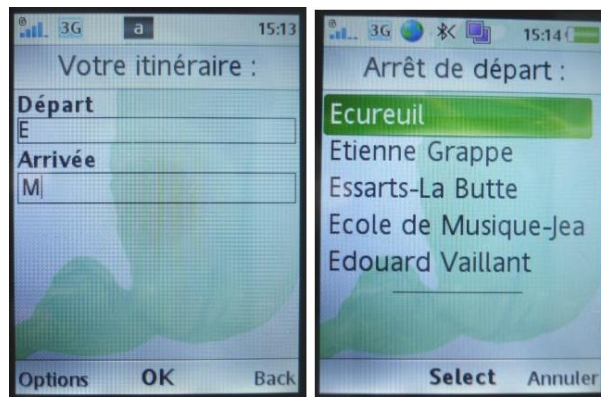 3G a 15:13
Votre itinéraire :
Départ
E
Arrivée
M
Options OK Back
3G 15:14
Arrêt de départ :
Ecureuil
Etienne Grappe
Essarts-La Butte
Ecole de Musique-Jea
Edouard Vaillant
Select Annuler